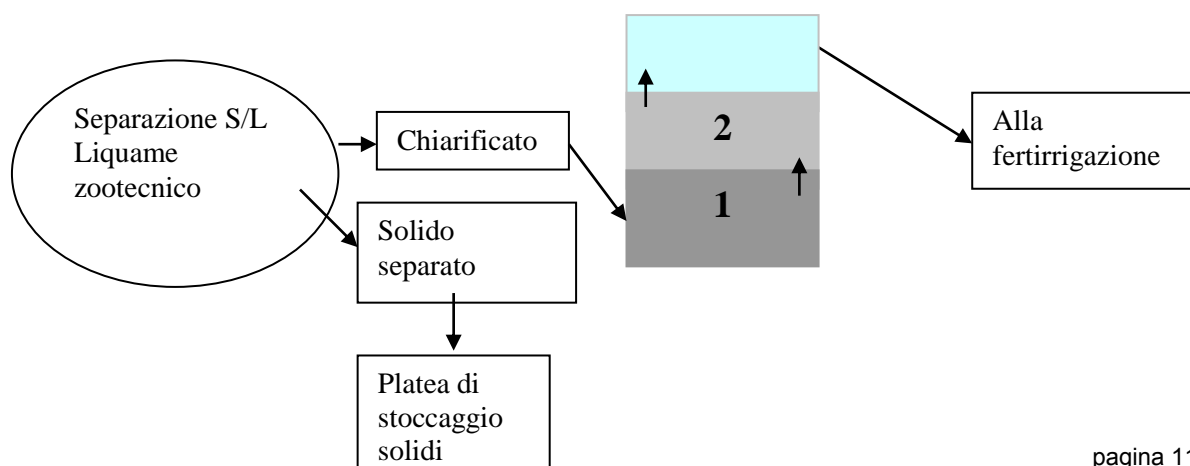 Separazione S/L
Liquame
zootecnico
Chiarificato
2
1
Alla
fertirrigazione
Solido
separato
Platea di
stoccaggio
solidi
pagina 11